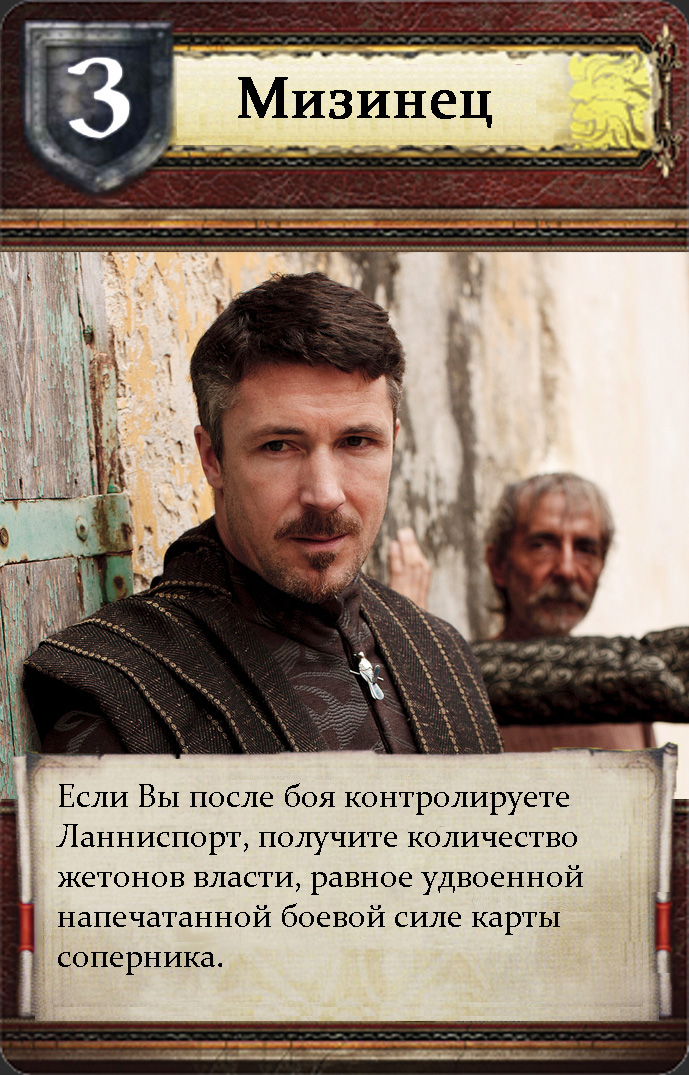 3
Мизинец
Если Вы после боя контролируете
Ланниспорт, получите количество
жетонов власти, равное удвоенной
напечатанной боевой силе карты
соперника.